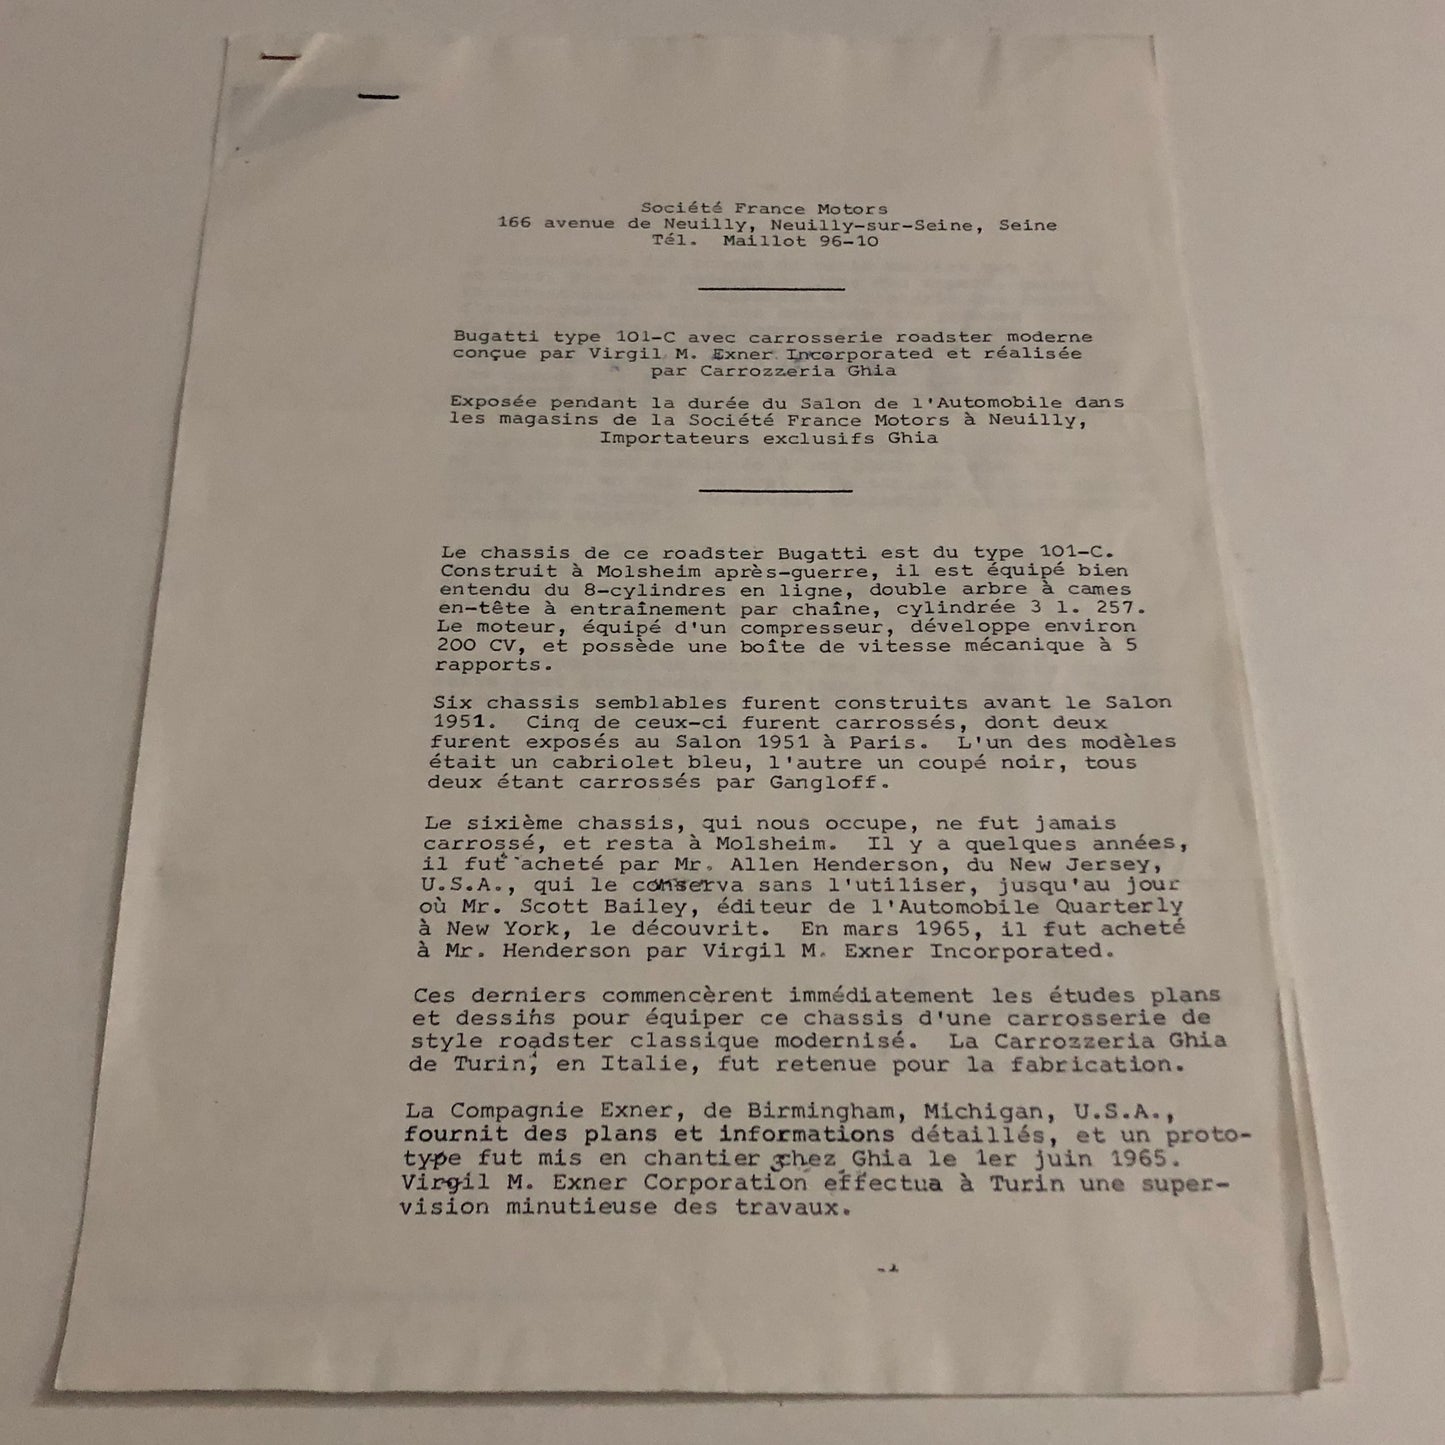 Société France Motors
166 avenue de Neuilly, Neuilly-sur-Seine, Seine
Tél. Maillot 96-10
Bugatti type 101-C avec carrosserie roadster moderne
conçue par Virgil M. Exner Incorporated et réalisée
par Carrozzeria Ghia
Exposée pendant la durée du Salon de l'Automobile dans
les magasins de la Société France Motors à Neuilly,
Importateurs exclusifs Ghia
Le chassis de ce roadster Bugatti est du type 101-C.
Construit à Molsheim après-guerre, il est équipé bien
entendu du 8-cylindres en ligne, double arbre à cames
en-tête à entraînement par chaîne, cylindrée 3 l. 257.
Le moteur, équipé d'un compresseur, développe environ
200 CV, et possède une boîte de vitesse mécanique à 5
rapports.
Six chassis semblables furent construits avant le Salon
1951. Cinq de ceux-ci furent carrossés, dont deux
furent exposés au Salon 1951 à Paris. L'un des modèles
était un cabriolet bleu, l'autre un coupé noir, tous
deux étant carrossés par Gangloff.
Le sixième chassis, qui nous occupe, ne fut jamais
carrossé, et resta à Molsheim. Il y a quelques années,
il fut acheté par Mr. Allen Henderson, du New Jersey,
U.S.A., qui le conserva sans l'utiliser, jusqu'au jour
où Mr. Scott Bailey, éditeur de l'Automobile Quarterly
à New York, le découvrit. En mars 1965, il fut acheté
à Mr. Henderson par Virgil M. Exner Incorporated.
Ces derniers commencèrent immédiatement les études plans
et dessins pour équiper ce chassis d'une carrosserie de
style roadster classique modernisé. La Carrozzeria Ghia
de Turin, en Italie, fut retenue pour la fabrication.
La Compagnie Exner, de Birmingham, Michigan, U.S.A.,
fournit des plans et informations détaillés, et un proto-
type fut mis en chantier chez Ghia le 1er juin 1965.
Virgil M. Exner Corporation effectua à Turin une super-
vision minutieuse des travaux.